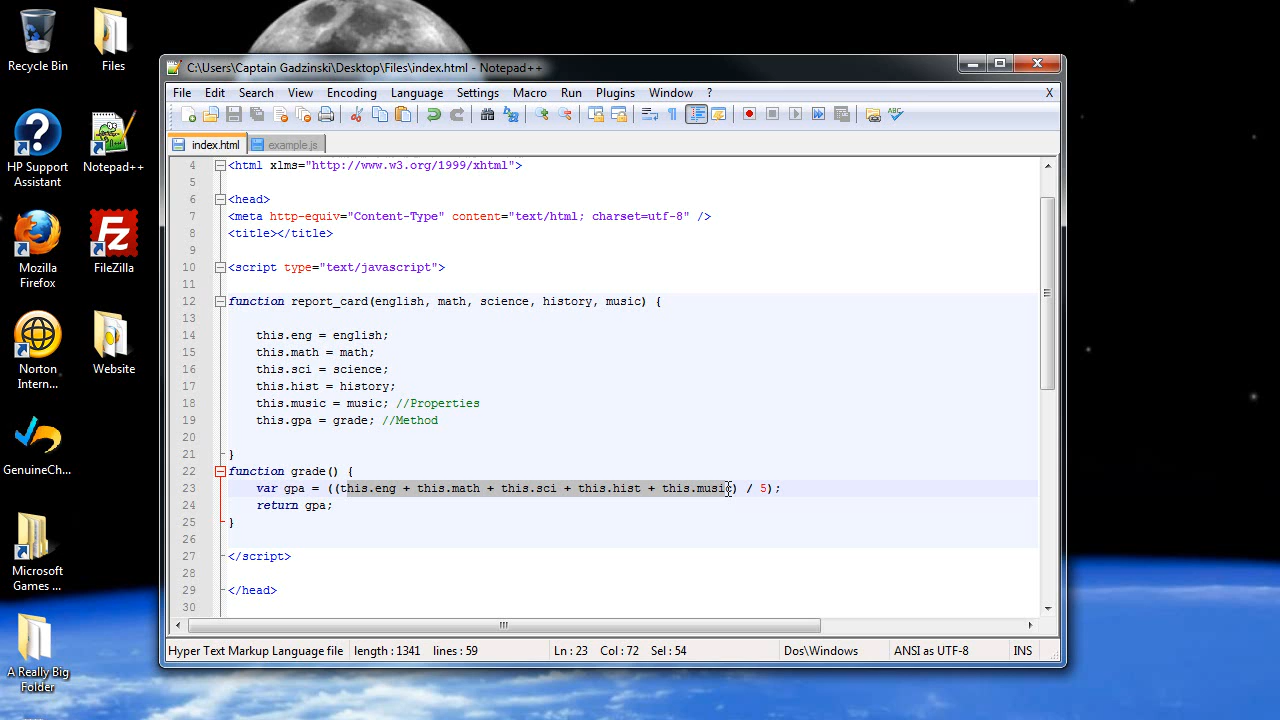 Recycle Bin
Files
HP Support
Assistant
Notepad++
Mozilla
Firefox
FileZilla
Norton
Intern...
Website
GenuineCh...
Microsoft
Games ...
A Really Big
Folder
C:\Users\Captain Gadzinski\Desktop\Files\index.html - Notepad++
File Edit Search View Encoding Language Settings Macro Run Plugins Window ? X
index.html example.js
4 <html xlms="http://www.w3.org/1999/xhtml">
5
6 <head>
7 <meta http-equiv="Content-Type" content="text/html; charset=utf-8" />
8 <title></title>
9
10 <script type="text/javascript">
11
12 function report_card(english, math, science, history, music) {
13
14 this.eng = english;
15 this.math = math;
16 this.sci = science;
17 this.hist = history;
18 this.music = music; //Properties
19 this.gpa = grade; //Method
20
21 }
22 function grade() {
23 var gpa = ((this.eng + this.math + this.sci + this.hist + this.music) / 5);
24 return gpa;
25 }
26
27 </script>
28
29 </head>
30
Hyper Text Markup Language file length : 1341 lines : 59 Ln : 23 Col : 72 Sel : 54 Dos\Windows ANSI as UTF-8 INS